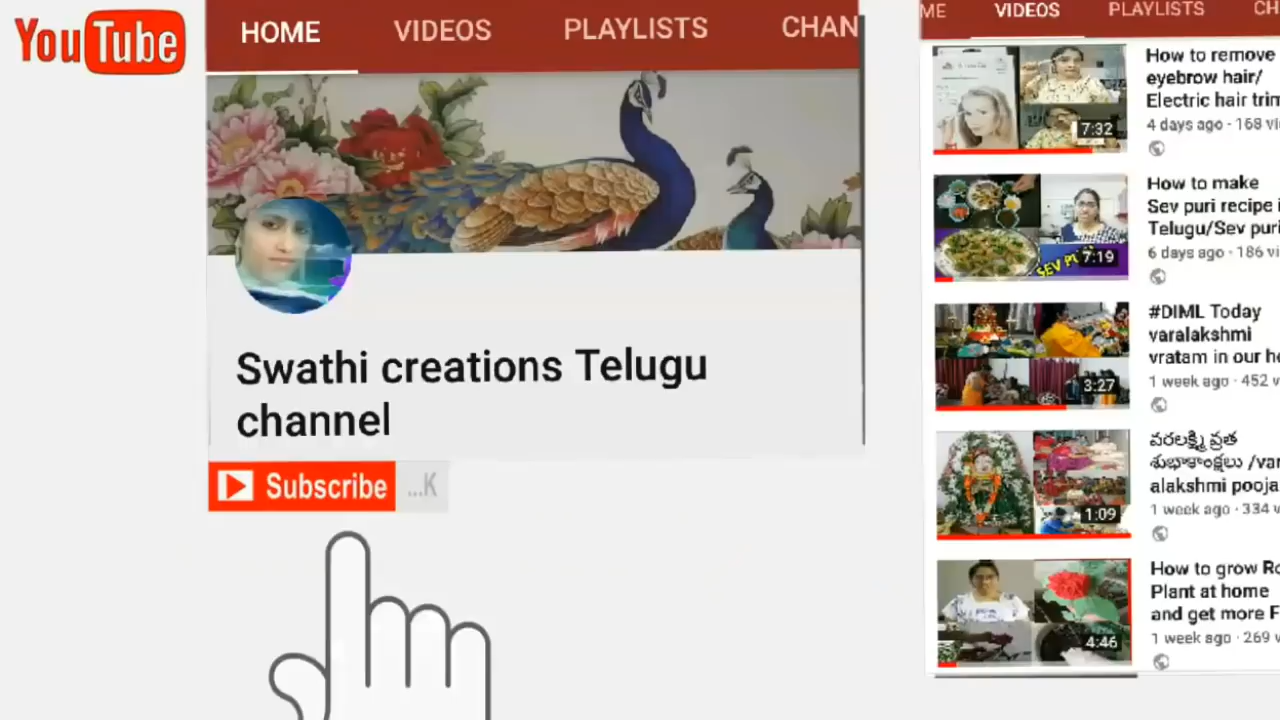 YouTube
HOME VIDEOS PLAYLISTS CHAN
Swathi creations Telugu
channel
Subscribe ...K
ME VIDEOS PLAYLISTS CH
How to remove
eyebrow hair/
Electric hair trim
4 days ago · 168 vi
7:32
How to make
Sev puri recipe i
Telugu/Sev puri
6 days ago · 186 vi
7:19
#DIML Today
varalakshmi
vratam in our ho
1 week ago · 452 v
3:27
వరలక్ష్మి వ్రత
శుభాకాంక్షలు /var
alakshmi pooja
1 week ago · 334 v
1:09
How to grow Ro
Plant at home
and get more F
1 week ago · 269 v
4:46